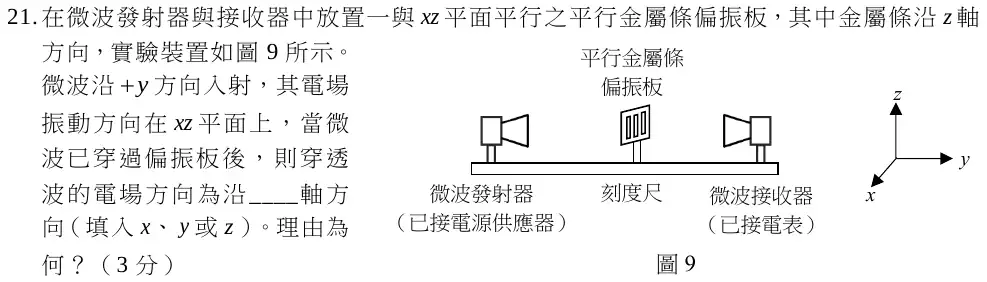 21.在微波發射器與接收器中放置一與 xz 平面平行之平行金屬條偏振板，其中金屬條沿 z 軸
方向，實驗裝置如圖 9 所示。
微波沿 +y 方向入射，其電場
振動方向在 xz 平面上，當微
波已穿過偏振板後，則穿透
波的電場方向為沿____軸方
向（填入 x、 y 或 z ）。理由為
何？（3 分）
平行金屬條
偏振板
微波發射器
（已接電源供應器）
刻度尺
微波接收器
（已接電表）
z
y
x
圖 9